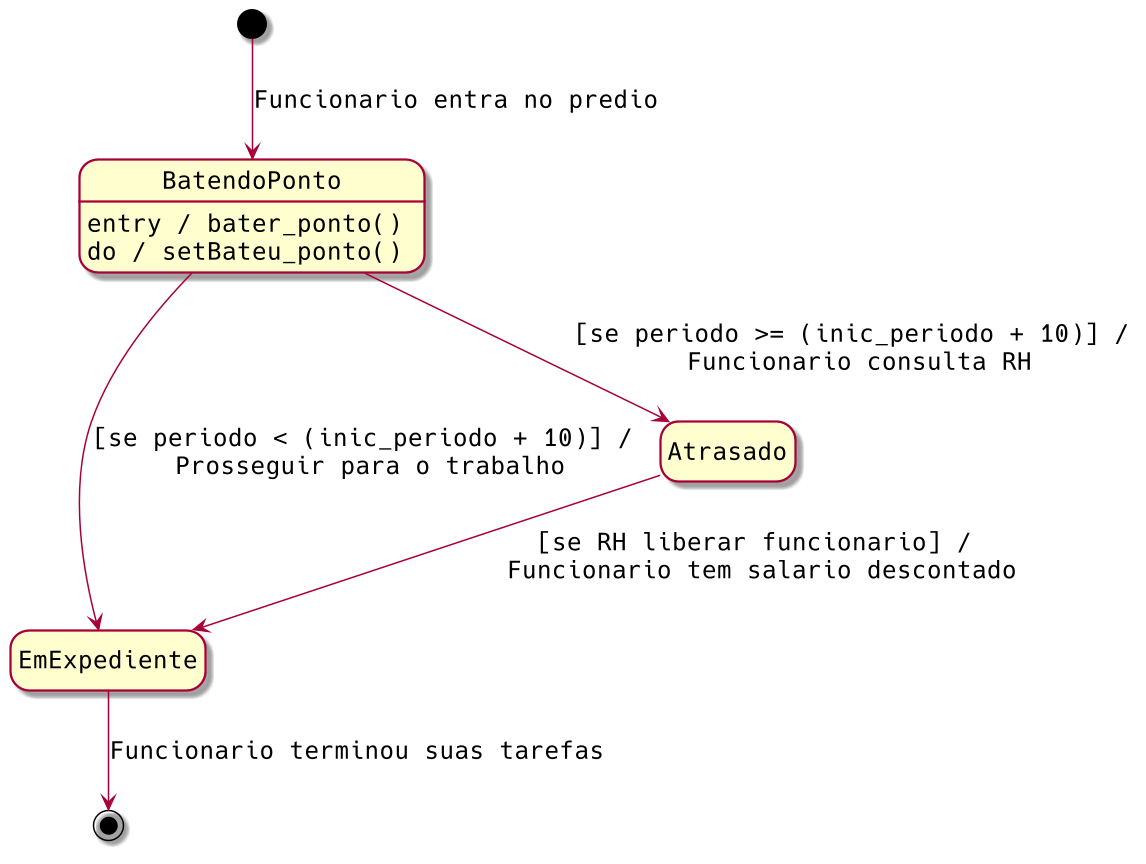 Funcionario entra no predio
BatendoPonto
entry / bater_ponto()
do / setBateu_ponto()
[se periodo >= (inic_periodo + 10)] /
Funcionario consulta RH
[se periodo < (inic_periodo + 10)] /
Prosseguir para o trabalho
Atrasado
[se RH liberar funcionario] /
Funcionario tem salario descontado
EmExpediente
Funcionario terminou suas tarefas